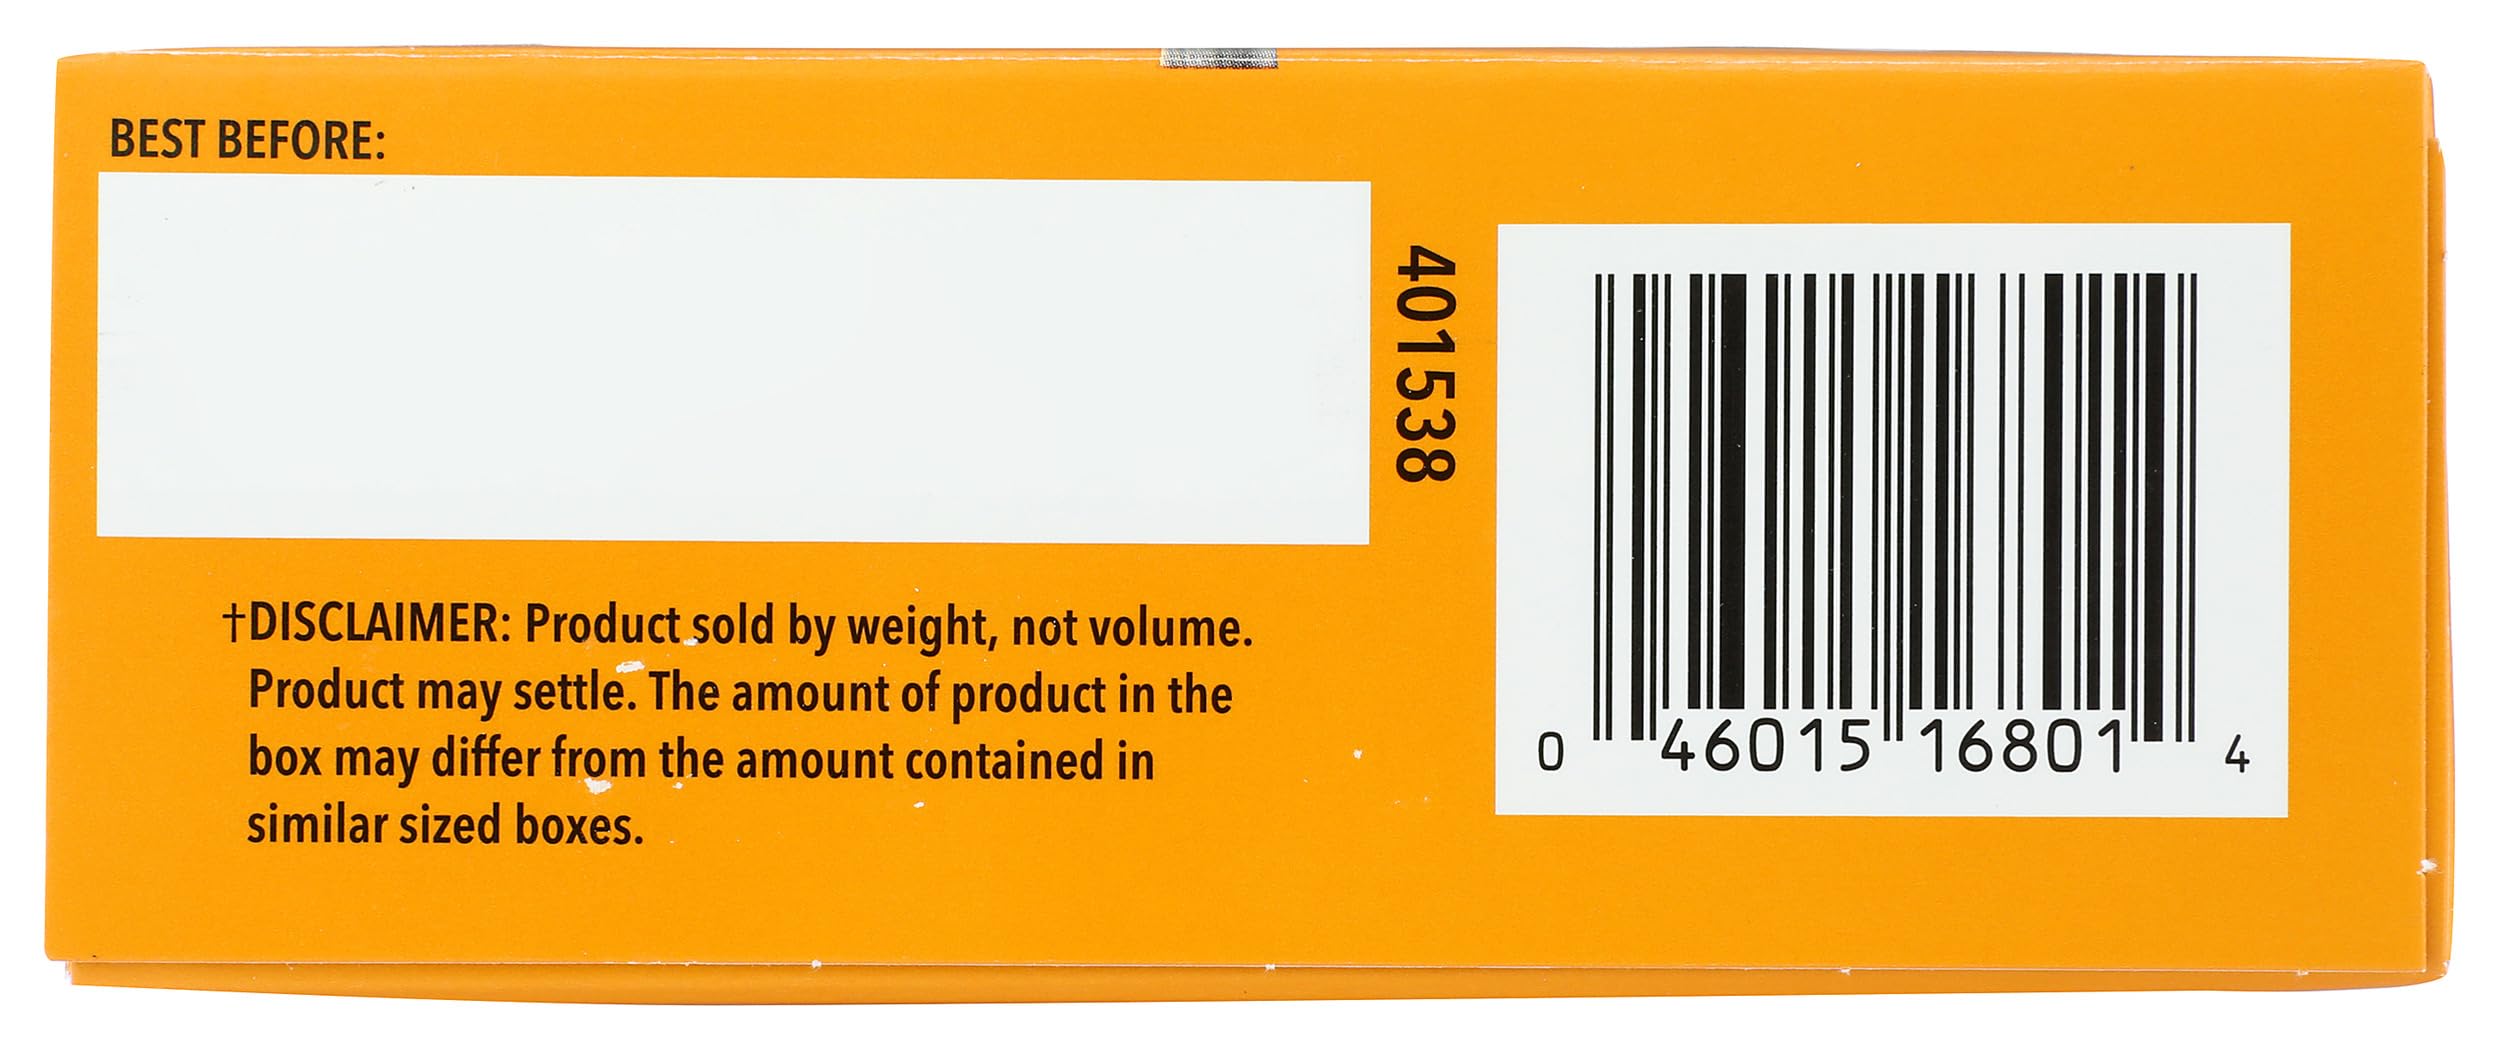 BEST BEFORE:
401538
†DISCLAIMER: Product sold by weight, not volume.
Product may settle. The amount of product in the
box may differ from the amount contained in
similar sized boxes.
0 46015 16801 4